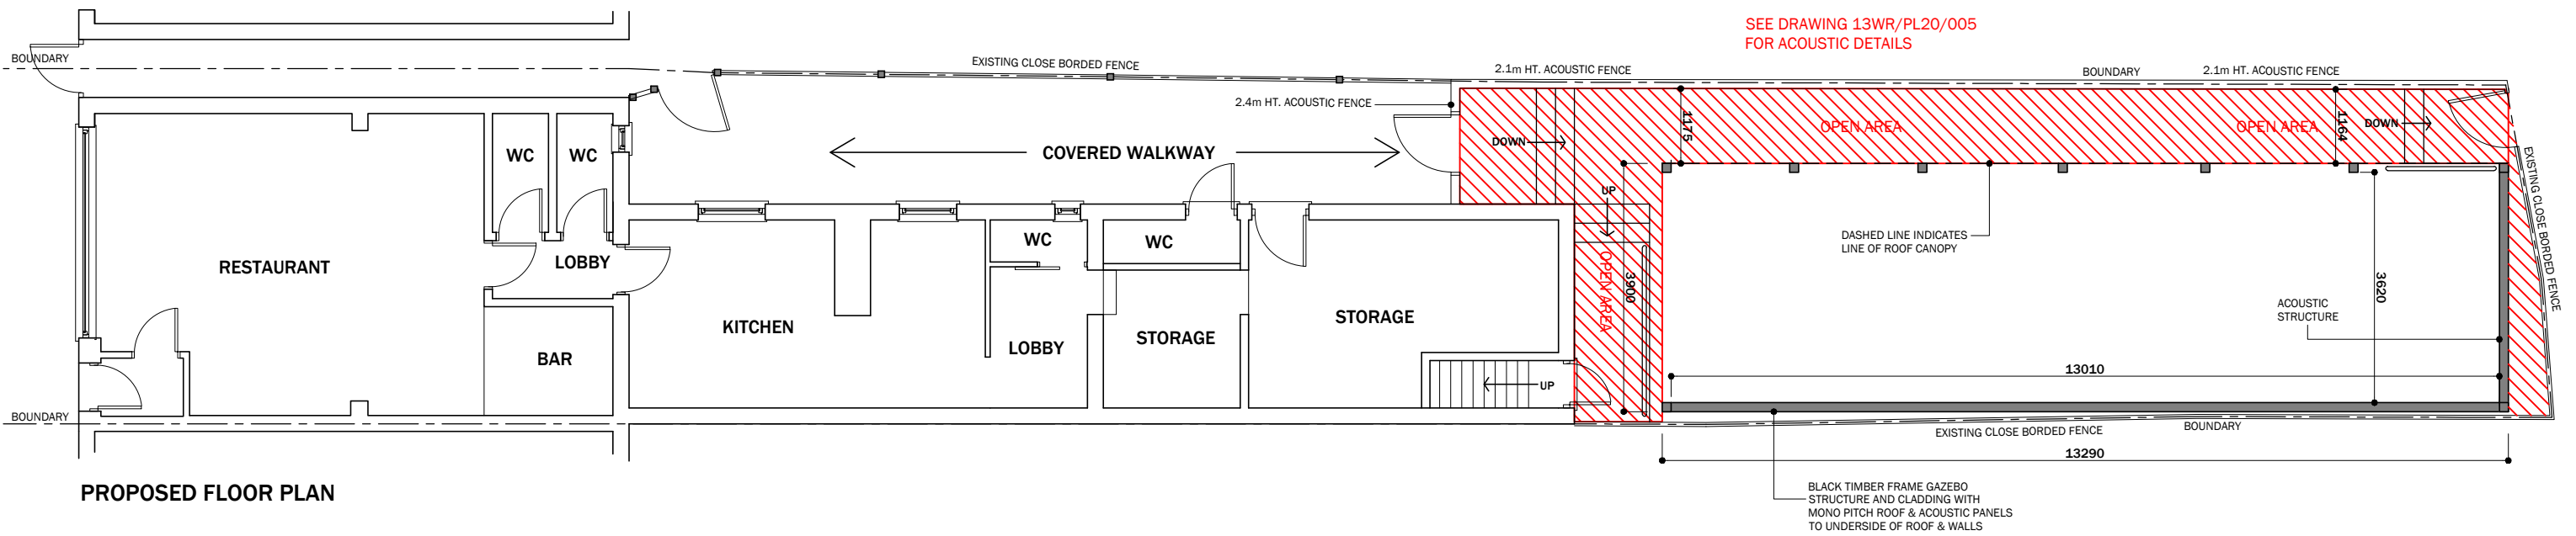 SEE DRAWING 13WR/PL20/005
FOR ACOUSTIC DETAILS
BOUNDARY
EXISTING CLOSE BORDED FENCE
2.1m HT. ACOUSTIC FENCE
BOUNDARY
2.1m HT. ACOUSTIC FENCE
2.4m HT. ACOUSTIC FENCE
1175
OPEN AREA
OPEN AREA
1164
DOWN
DOWN
WC
WC
COVERED WALKWAY
EXISTING CLOSE BORDED FENCE
UP
WC
WC
DASHED LINE INDICATES
LINE OF ROOF CANOPY
RESTAURANT
LOBBY
OPEN AREA
3900
3620
ACOUSTIC
STRUCTURE
KITCHEN
STORAGE
LOBBY
STORAGE
BAR
13010
UP
BOUNDARY
EXISTING CLOSE BORDED FENCE
BOUNDARY
13290
PROPOSED FLOOR PLAN
BLACK TIMBER FRAME GAZEBO
STRUCTURE AND CLADDING WITH
MONO PITCH ROOF & ACOUSTIC PANELS
TO UNDERSIDE OF ROOF & WALLS